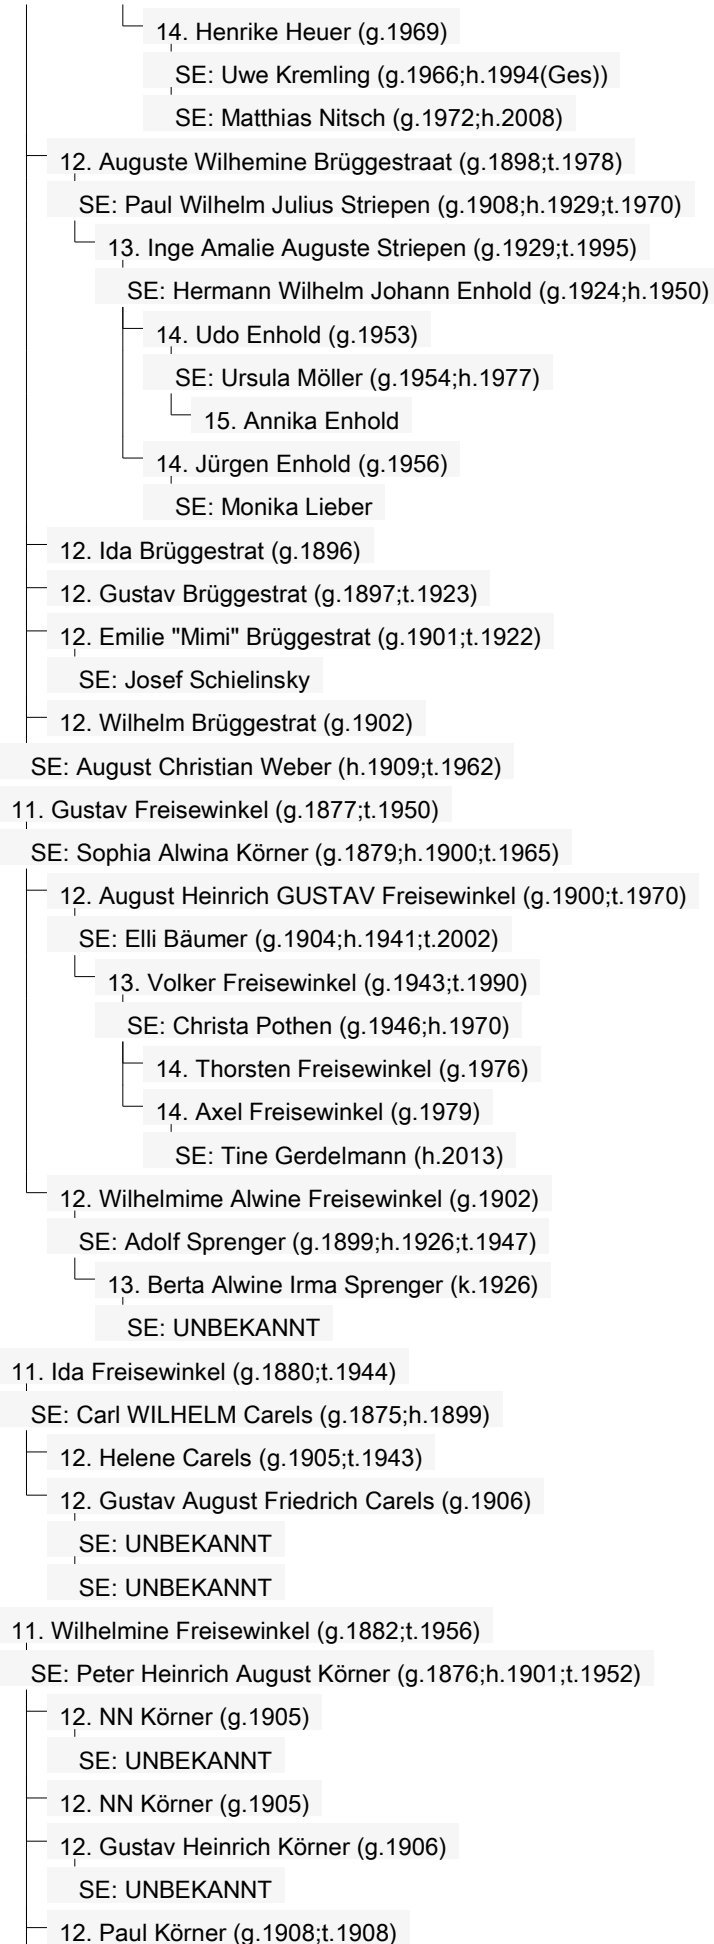 14. Henrike Heuer (g.1969)
SE: Uwe Kremling (g.1966;h.1994(Ges))
SE: Matthias Nitsch (g.1972;h.2008)
12. Auguste Wilhemine Brüggestraat (g.1898;t.1978)
SE: Paul Wilhelm Julius Striepen (g.1908;h.1929;t.1970)
13. Inge Amalie Auguste Striepen (g.1929;t.1995)
SE: Hermann Wilhelm Johann Enhold (g.1924;h.1950)
14. Udo Enhold (g.1953)
SE: Ursula Möller (g.1954;h.1977)
15. Annika Enhold
14. Jürgen Enhold (g.1956)
SE: Monika Lieber
12. Ida Brüggestrat (g.1896)
12. Gustav Brüggestrat (g.1897;t.1923)
12. Emilie "Mimi" Brüggestrat (g.1901;t.1922)
SE: Josef Schielinsky
12. Wilhelm Brüggestrat (g.1902)
SE: August Christian Weber (h.1909;t.1962)
11. Gustav Freisewinkel (g.1877;t.1950)
SE: Sophia Alwina Körner (g.1879;h.1900;t.1965)
12. August Heinrich GUSTAV Freisewinkel (g.1900;t.1970)
SE: Elli Bäumer (g.1904;h.1941;t.2002)
13. Volker Freisewinkel (g.1943;t.1990)
SE: Christa Pothen (g.1946;h.1970)
14. Thorsten Freisewinkel (g.1976)
14. Axel Freisewinkel (g.1979)
SE: Tine Gerdelmann (h.2013)
12. Wilhelmime Alwine Freisewinkel (g.1902)
SE: Adolf Sprenger (g.1899;h.1926;t.1947)
13. Berta Alwine Irma Sprenger (k.1926)
SE: UNBEKANNT
11. Ida Freisewinkel (g.1880;t.1944)
SE: Carl WILHELM Carels (g.1875;h.1899)
12. Helene Carels (g.1905;t.1943)
12. Gustav August Friedrich Carels (g.1906)
SE: UNBEKANNT
SE: UNBEKANNT
11. Wilhelmine Freisewinkel (g.1882;t.1956)
SE: Peter Heinrich August Körner (g.1876;h.1901;t.1952)
12. NN Körner (g.1905)
SE: UNBEKANNT
12. NN Körner (g.1905)
12. Gustav Heinrich Körner (g.1906)
SE: UNBEKANNT
12. Paul Körner (g.1908;t.1908)